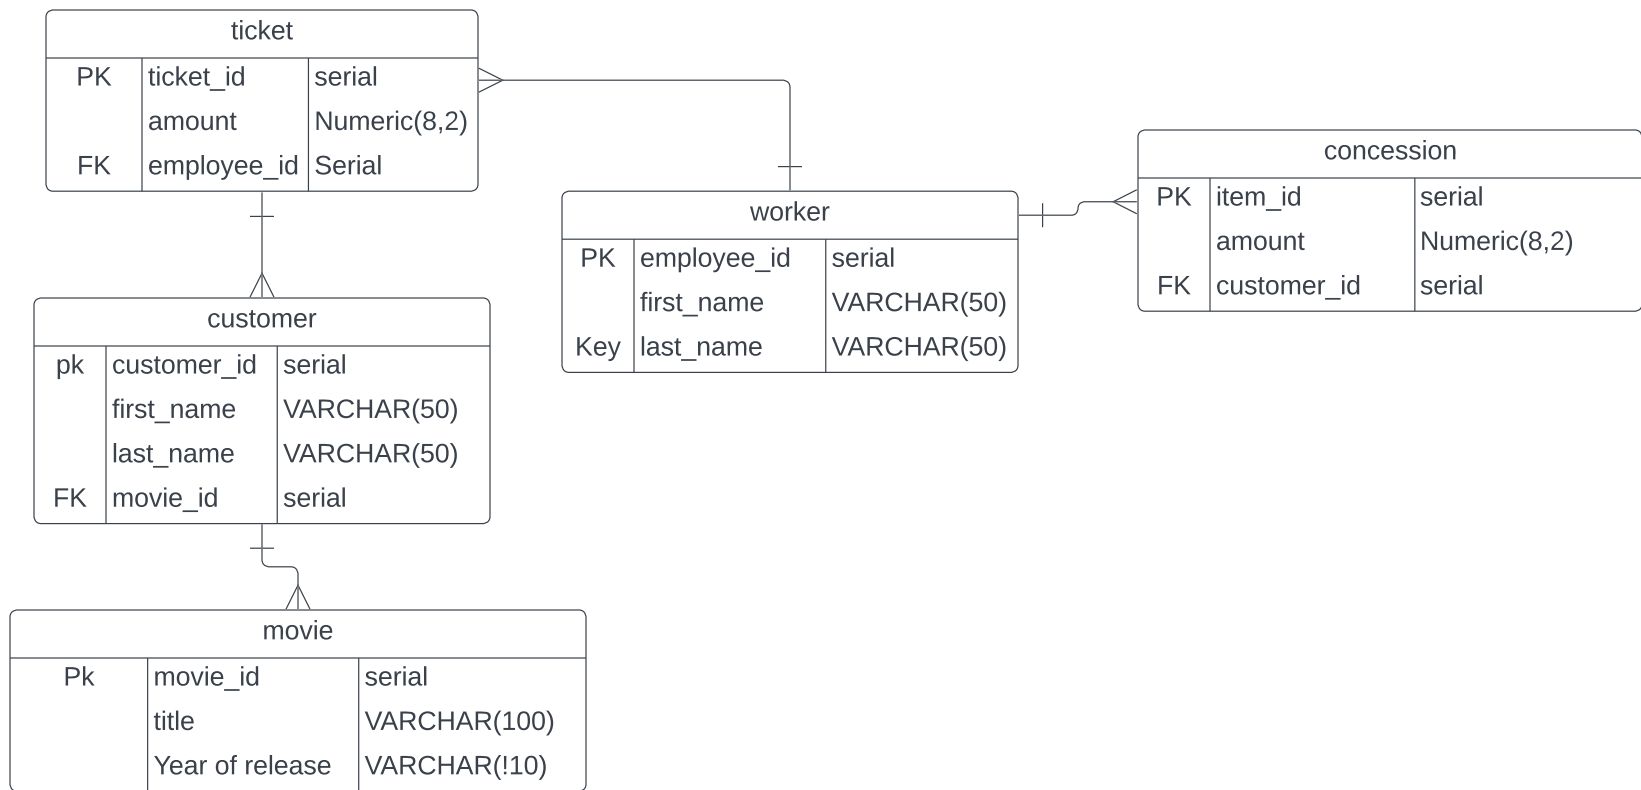 ticket
PK ticket_id serial
amount Numeric(8,2)
FK employee_id Serial
worker
PK employee_id serial
first_name VARCHAR(50)
Key last_name VARCHAR(50)
concession
PK item_id serial
amount Numeric(8,2)
FK customer_id serial
customer
pk customer_id serial
first_name VARCHAR(50)
last_name VARCHAR(50)
FK movie_id serial
movie
Pk movie_id serial
title VARCHAR(100)
Year of release VARCHAR(!10)